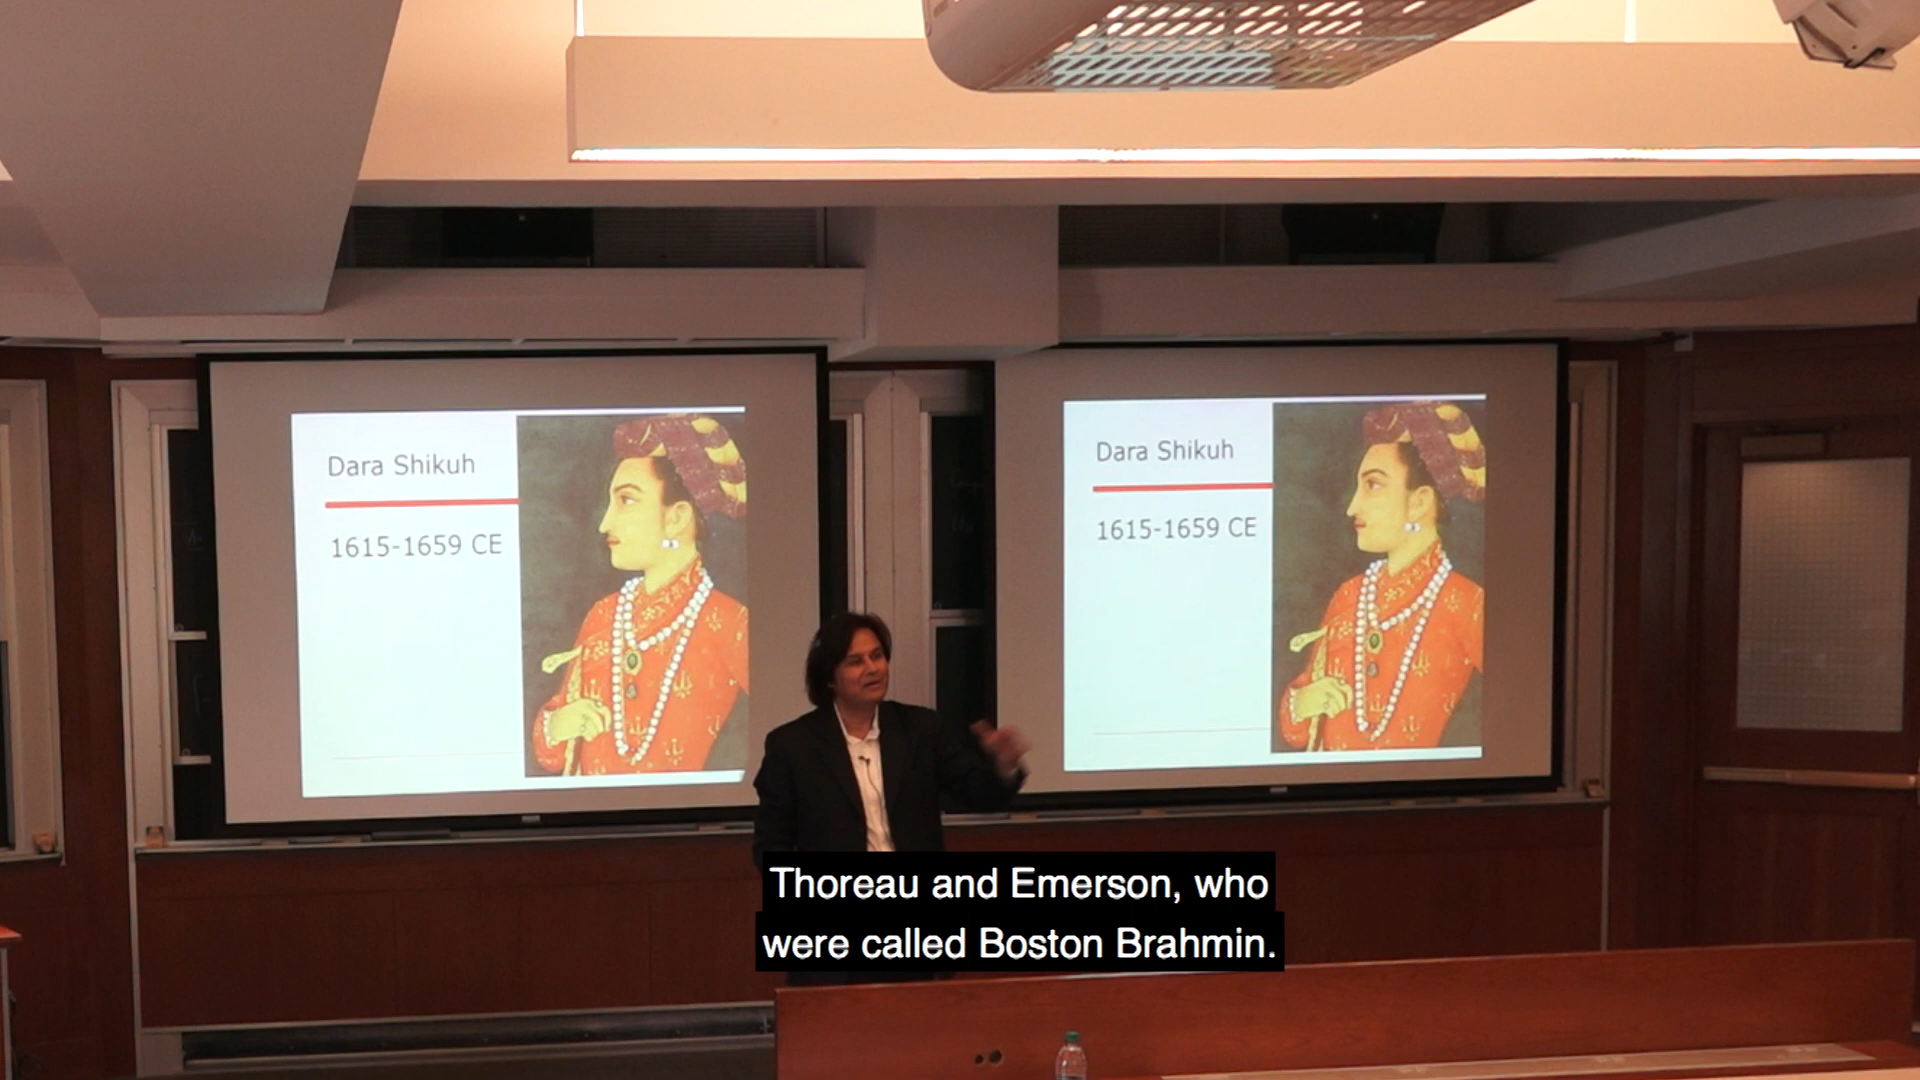 Dara Shikuh
1615-1659 CE
Dara Shikuh
1615-1659 CE
Thoreau and Emerson, who
were called Boston Brahmin.